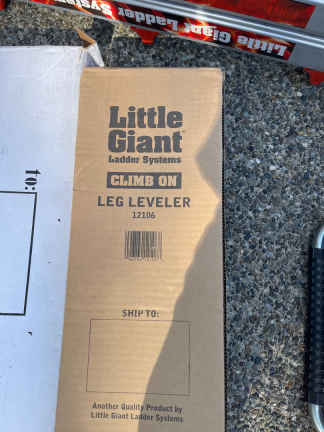 Little Giant Ladder Systems
to:
Little
Giant
Ladder Systems
CLIMB ON
LEG LEVELER
12106
SHIP TO:
Another Quality Product by
Little Giant Ladder Systems